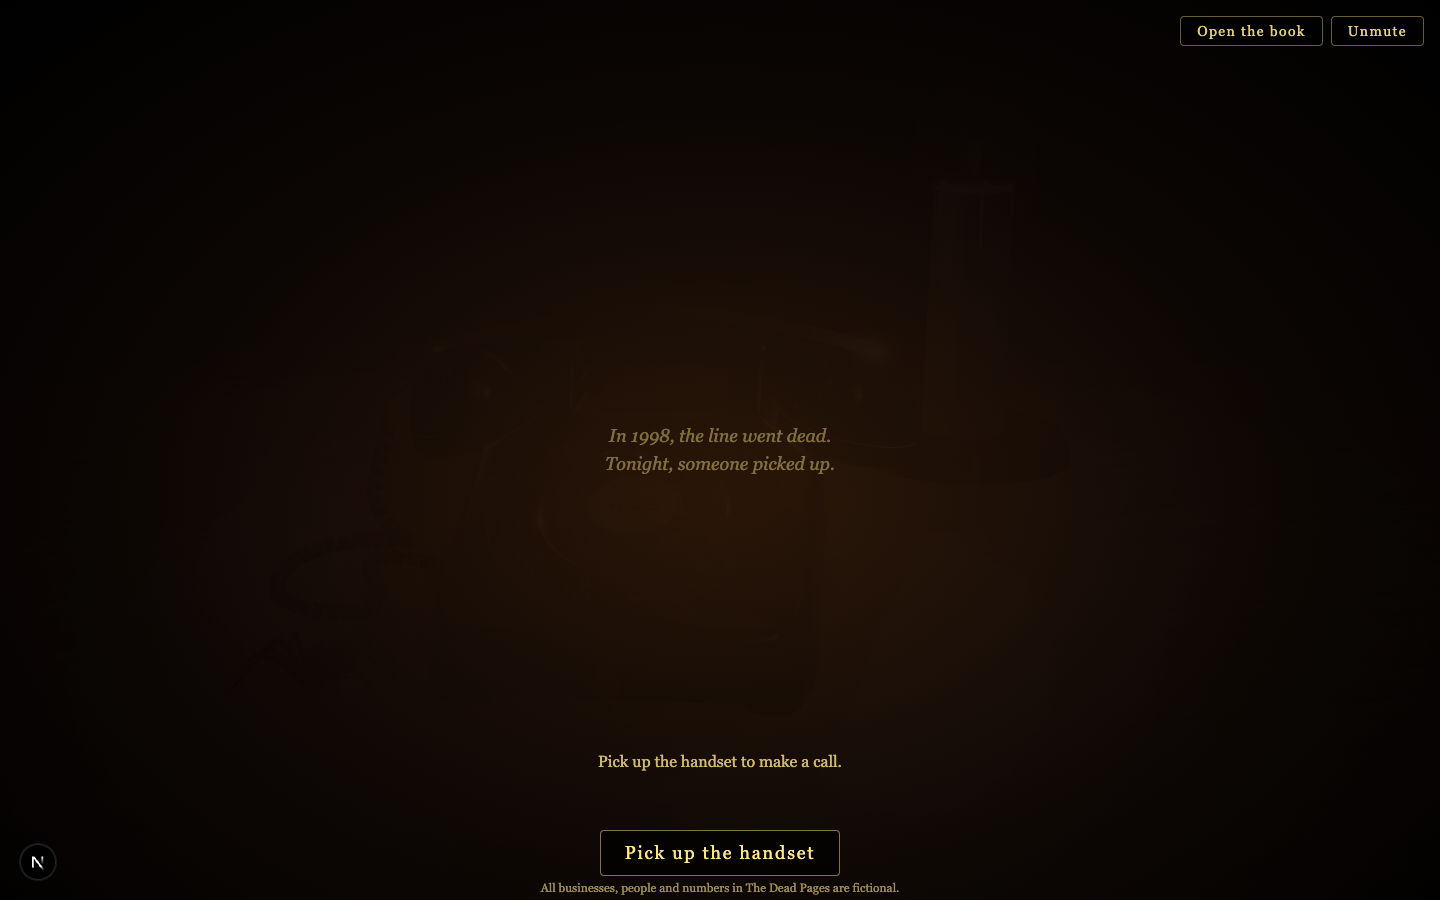 Open the book
Unmute
In 1998, the line went dead.
Tonight, someone picked up.
Pick up the handset to make a call.
Pick up the handset
N
All businesses, people and numbers in The Dead Pages are fictional.